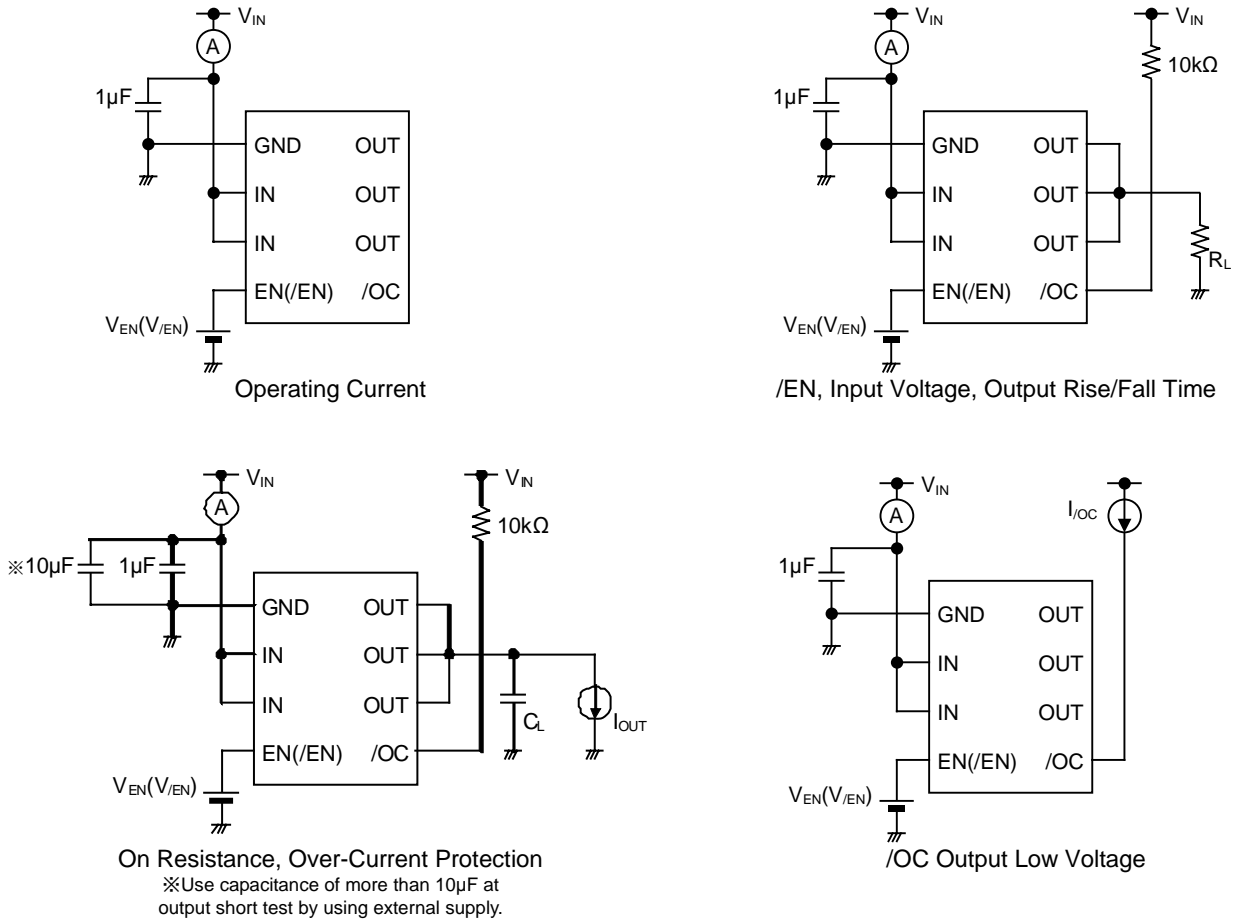 VIN
A
1µF
GND OUT
IN OUT
IN OUT
EN(/EN) /OC
VEN(V/EN)
Operating Current
VIN VIN
A
10kΩ
1µF
GND OUT
IN OUT
IN OUT
RL
EN(/EN) /OC
VEN(V/EN)
/EN, Input Voltage, Output Rise/Fall Time
VIN VIN
A
10kΩ
※10µF 1µF
GND OUT
IN OUT
IN OUT
CL IOUT
EN(/EN) /OC
VEN(V/EN)
On Resistance, Over-Current Protection
※Use capacitance of more than 10µF at
output short test by using external supply.
VIN
I/OC
A
1µF
GND OUT
IN OUT
IN OUT
EN(/EN) /OC
VEN(V/EN)
/OC Output Low Voltage